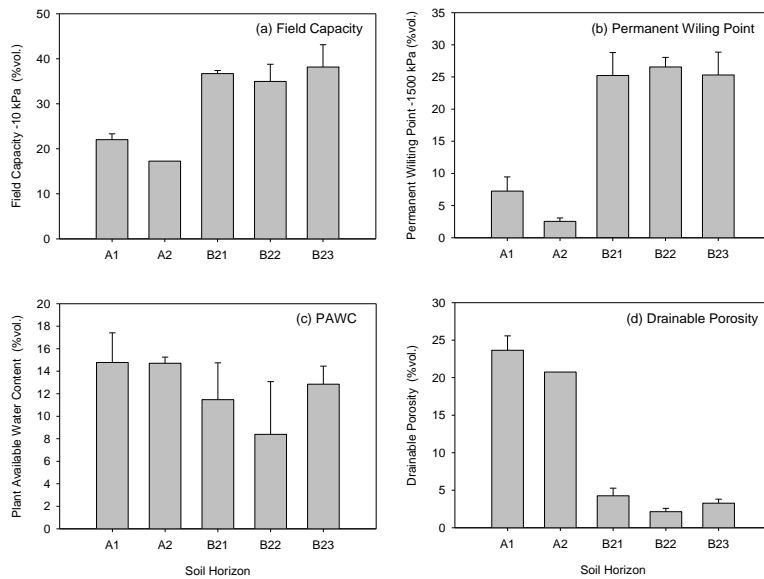 (a) Field Capacity
Field Capacity -10 kPa (%vol.)
50
40
30
20
10
0
A1 A2 B21 B22 B23
(b) Permanent Wiling Point
Permanent Wiliting Point -1500 kPa (%vol.)
35
30
25
20
15
10
5
0
A1 A2 B21 B22 B23
(c) PAWC
Plant Available Water Content (%vol.)
20
18
16
14
12
10
8
6
4
2
0
A1 A2 B21 B22 B23
Soil Horizon
(d) Drainable Porosity
Drainable Porosity (%vol.)
30
25
20
15
10
5
0
A1 A2 B21 B22 B23
Soil Horizon